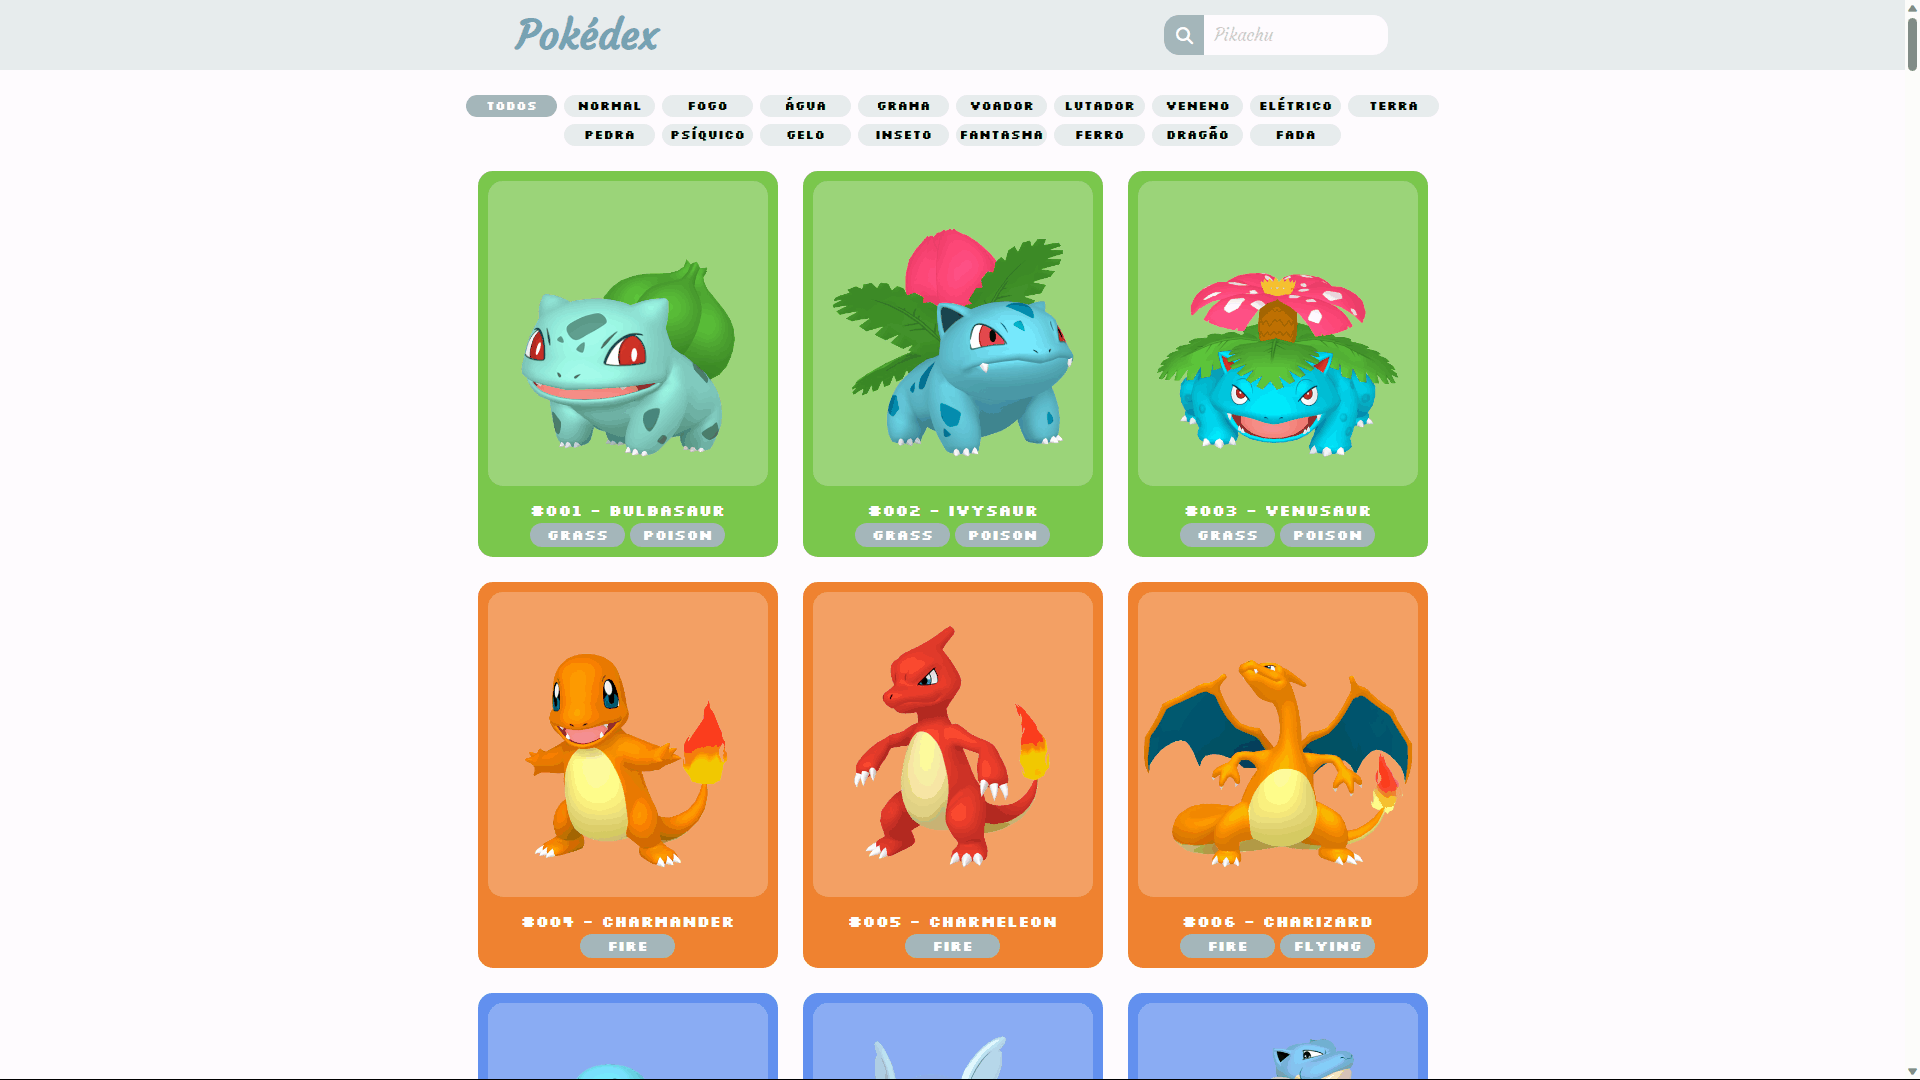 Pokédex
Pikachu
TODOS NORMAL FOGO ÁGUA GRAMA VOADOR LUTADOR VENENO ELÉTRICO TERRA
PEDRA PSÍQUICO GELO INSETO FANTASMA FERRO DRAGÃO FADA
#001 - BULBASAUR
GRASS POISON
#002 - IVYSAUR
GRASS POISON
#003 - VENUSAUR
GRASS POISON
#004 - CHARMANDER
FIRE
#005 - CHARMELEON
FIRE
#006 - CHARIZARD
FIRE FLYING